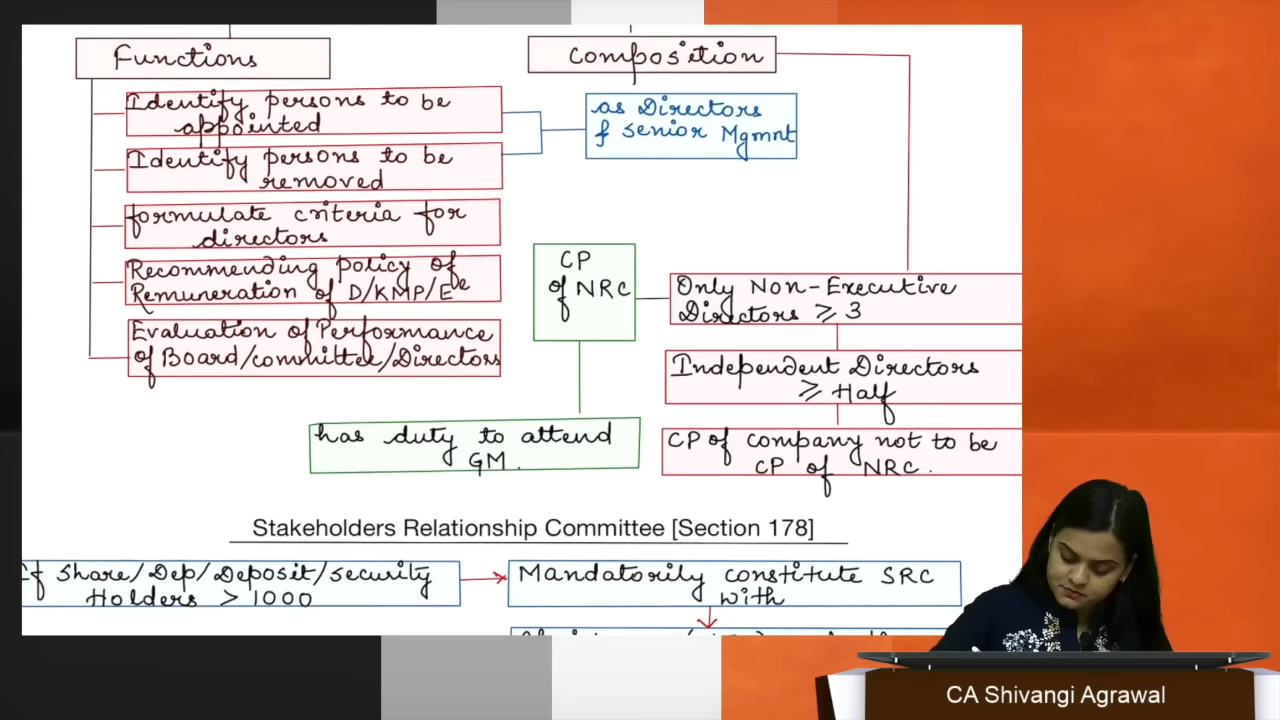 Functions
Composition
Identify persons to be
appointed
as Directors
& senior Mgmnt
Identify persons to be
removed
formulate criteria for
directors
Recommending policy of
Remuneration of D/KMP/Ee
Evaluation of Performance
of Board/committee/Directors
CP
of NRC
Only Non-Executive
Directors ≥ 3
Independent Directors
≥ Half
has duty to attend
GM.
CP of company not to be
CP of NRC.
Stakeholders Relationship Committee [Section 178]
If share/Dep/Deposit/security
Holders > 1000
Mandatorily constitute SRC
with
CA Shivangi Agrawal